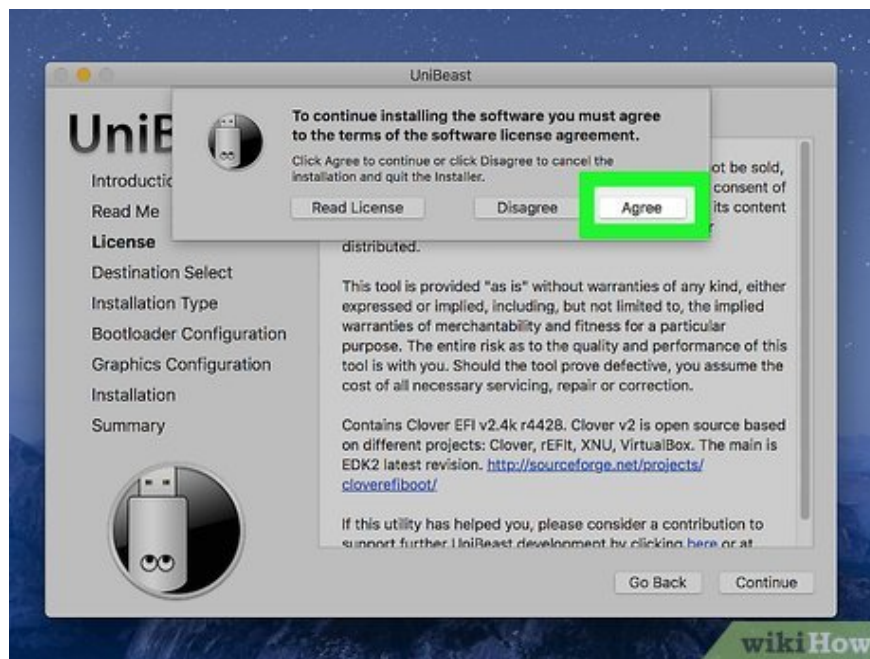 UniBeast
UniB
To continue installing the software you must agree
to the terms of the software license agreement.
Click Agree to continue or click Disagree to cancel the
installation and quit the Installer.
Read License
Disagree
Agree
Introductic
Read Me
License
Destination Select
Installation Type
Bootloader Configuration
Graphics Configuration
Installation
Summary
ot be sold,
consent of
its content
distributed.
This tool is provided "as is" without warranties of any kind, either
expressed or implied, including, but not limited to, the implied
warranties of merchantability and fitness for a particular
purpose. The entire risk as to the quality and performance of this
tool is with you. Should the tool prove defective, you assume the
cost of all necessary servicing, repair or correction.
Contains Clover EFI v2.4k r4428. Clover v2 is open source based
on different projects: Clover, rEFIt, XNU, VirtualBox. The main is
EDK2 latest revision. http://sourceforge.net/projects/
cloverefiboot/
If this utility has helped you, please consider a contribution to
support further UniBeast development by clicking here or at
Go Back
Continue
wikiHow